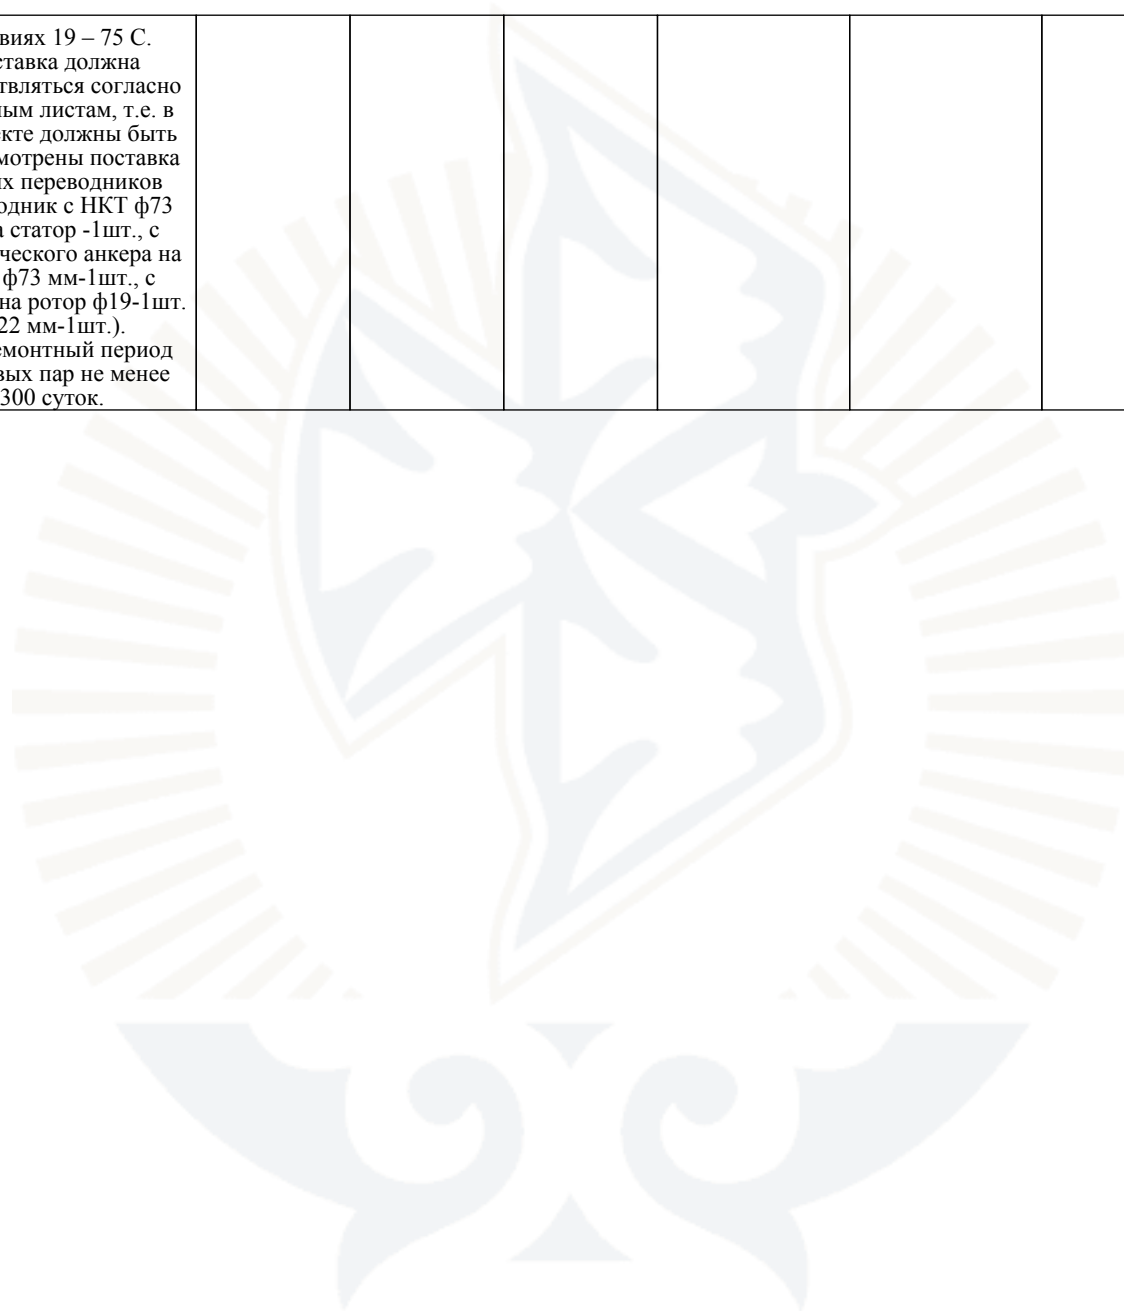 виях 19 – 75 С.
ставка должна
твляться согласно
ным листам, т.е. в
екте должны быть
мотрены поставка
их переводников
одник с НКТ ф73
а статор -1шт., с
ческого анкера на
ф73 мм-1шт., с
на ротор ф19-1шт.
22 мм-1шт.).
емонтный период
вых пар не менее
300 суток.